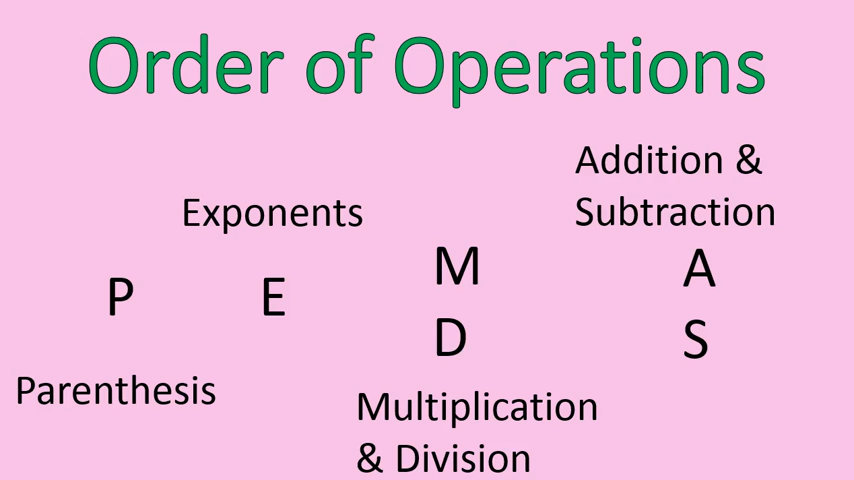 Order of Operations
Addition &
Subtraction
Exponents
M
A
P
E
D
S
Parenthesis
Multiplication
& Division